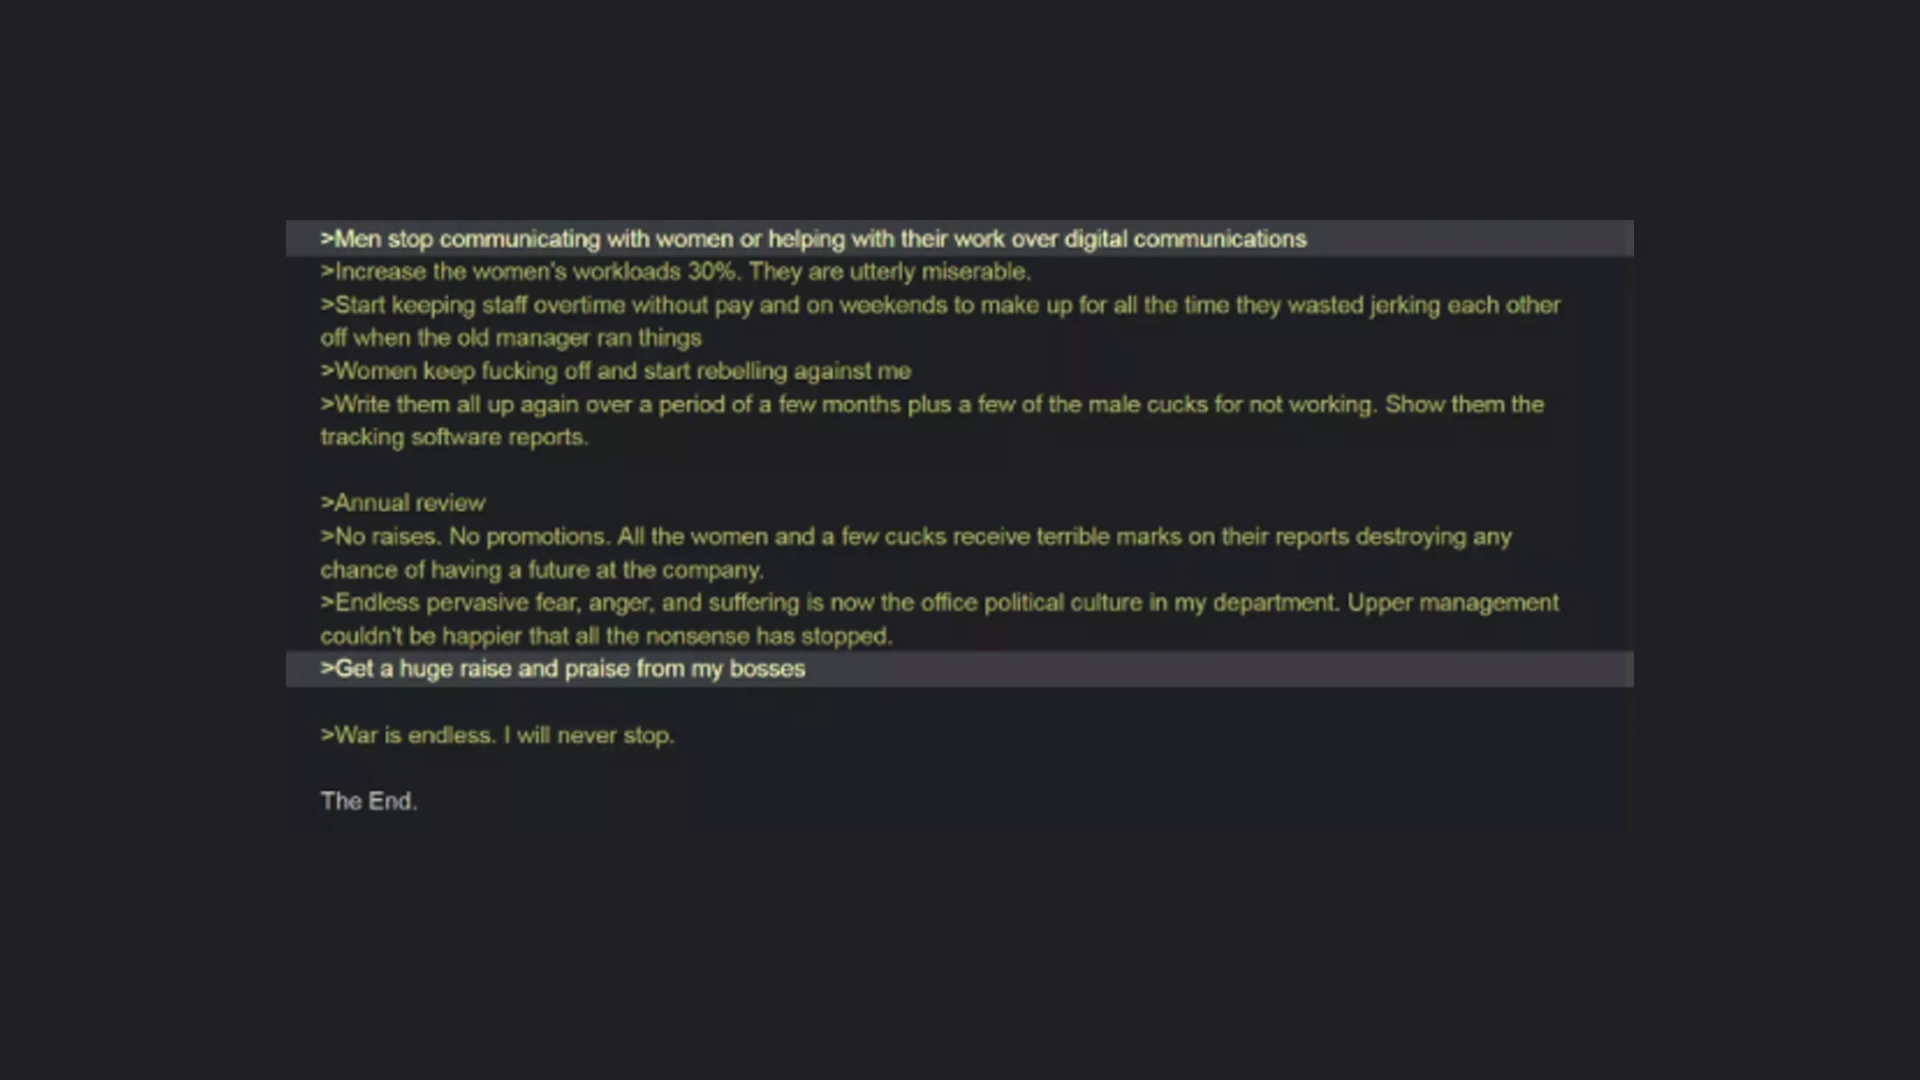 >Men stop communicating with women or helping with their work over digital communications
>Increase the women's workloads 30%. They are utterly miserable.
>Start keeping staff overtime without pay and on weekends to make up for all the time they wasted jerking each other
off when the old manager ran things
>Women keep fucking off and start rebelling against me
>Write them all up again over a period of a few months plus a few of the male cucks for not working. Show them the
tracking software reports.
>Annual review
>No raises. No promotions. All the women and a few cucks receive terrible marks on their reports destroying any
chance of having a future at the company.
>Endless pervasive fear, anger, and suffering is now the office political culture in my department. Upper management
couldn't be happier that all the nonsense has stopped.
>Get a huge raise and praise from my bosses
>War is endless. I will never stop.
The End.